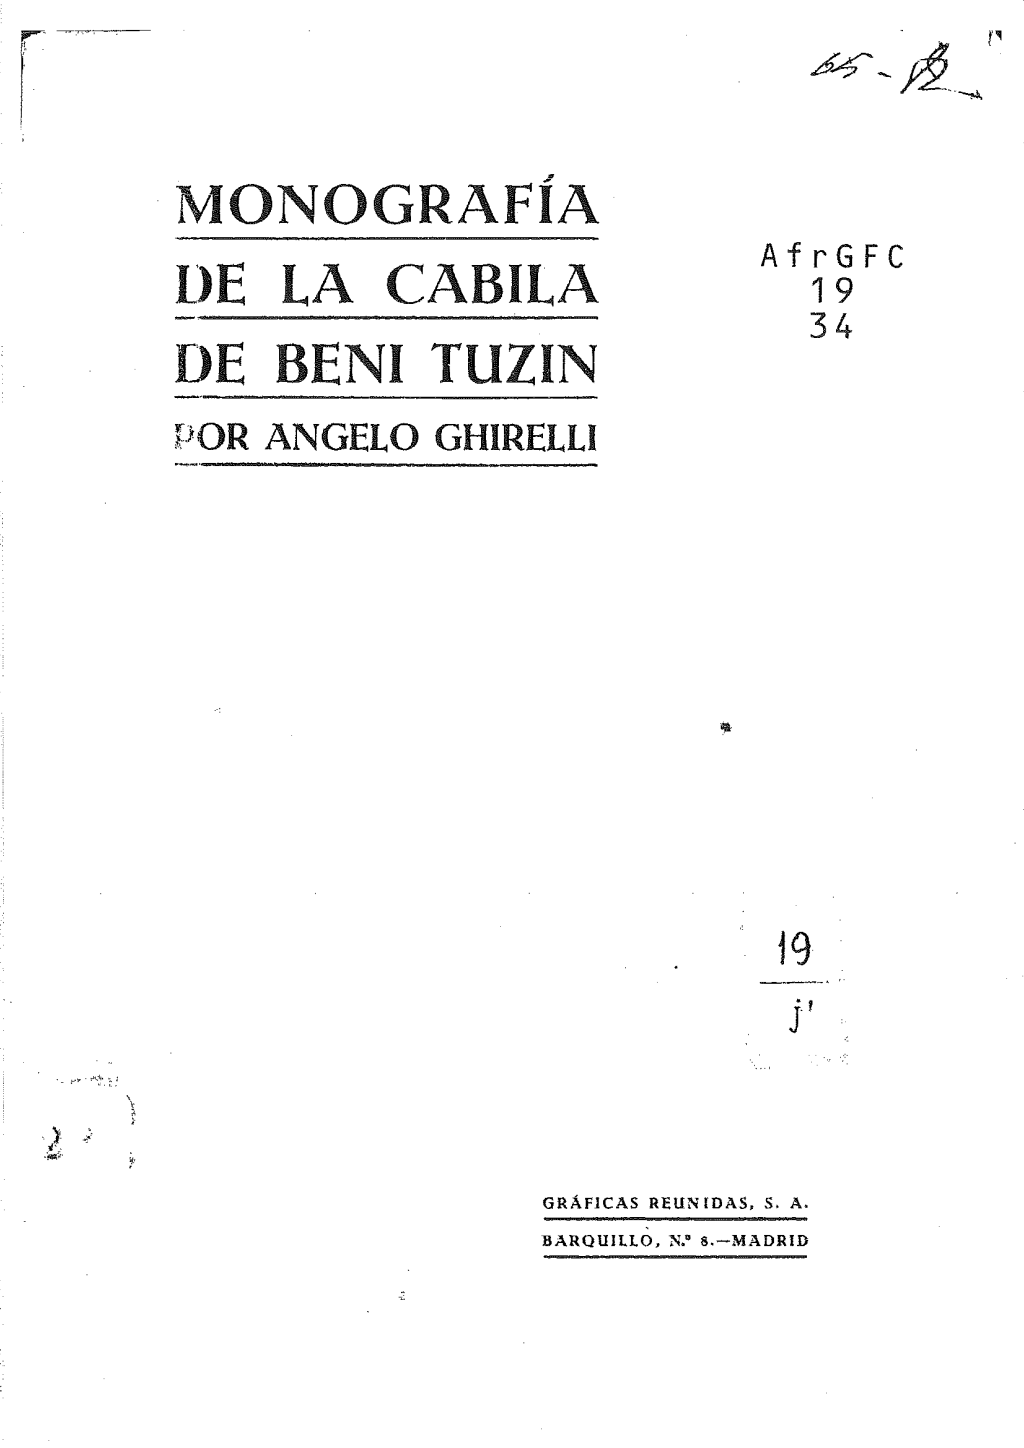 MONOGRAFÍA
DE LA CABILA
DE BENI TUZIN
POR ANGELO GHIRELLI
AfrGFC
19
34
19
j'
GRÁFICAS REUNIDAS, S. A.
BARQUILLO, N.º 8.—MADRID